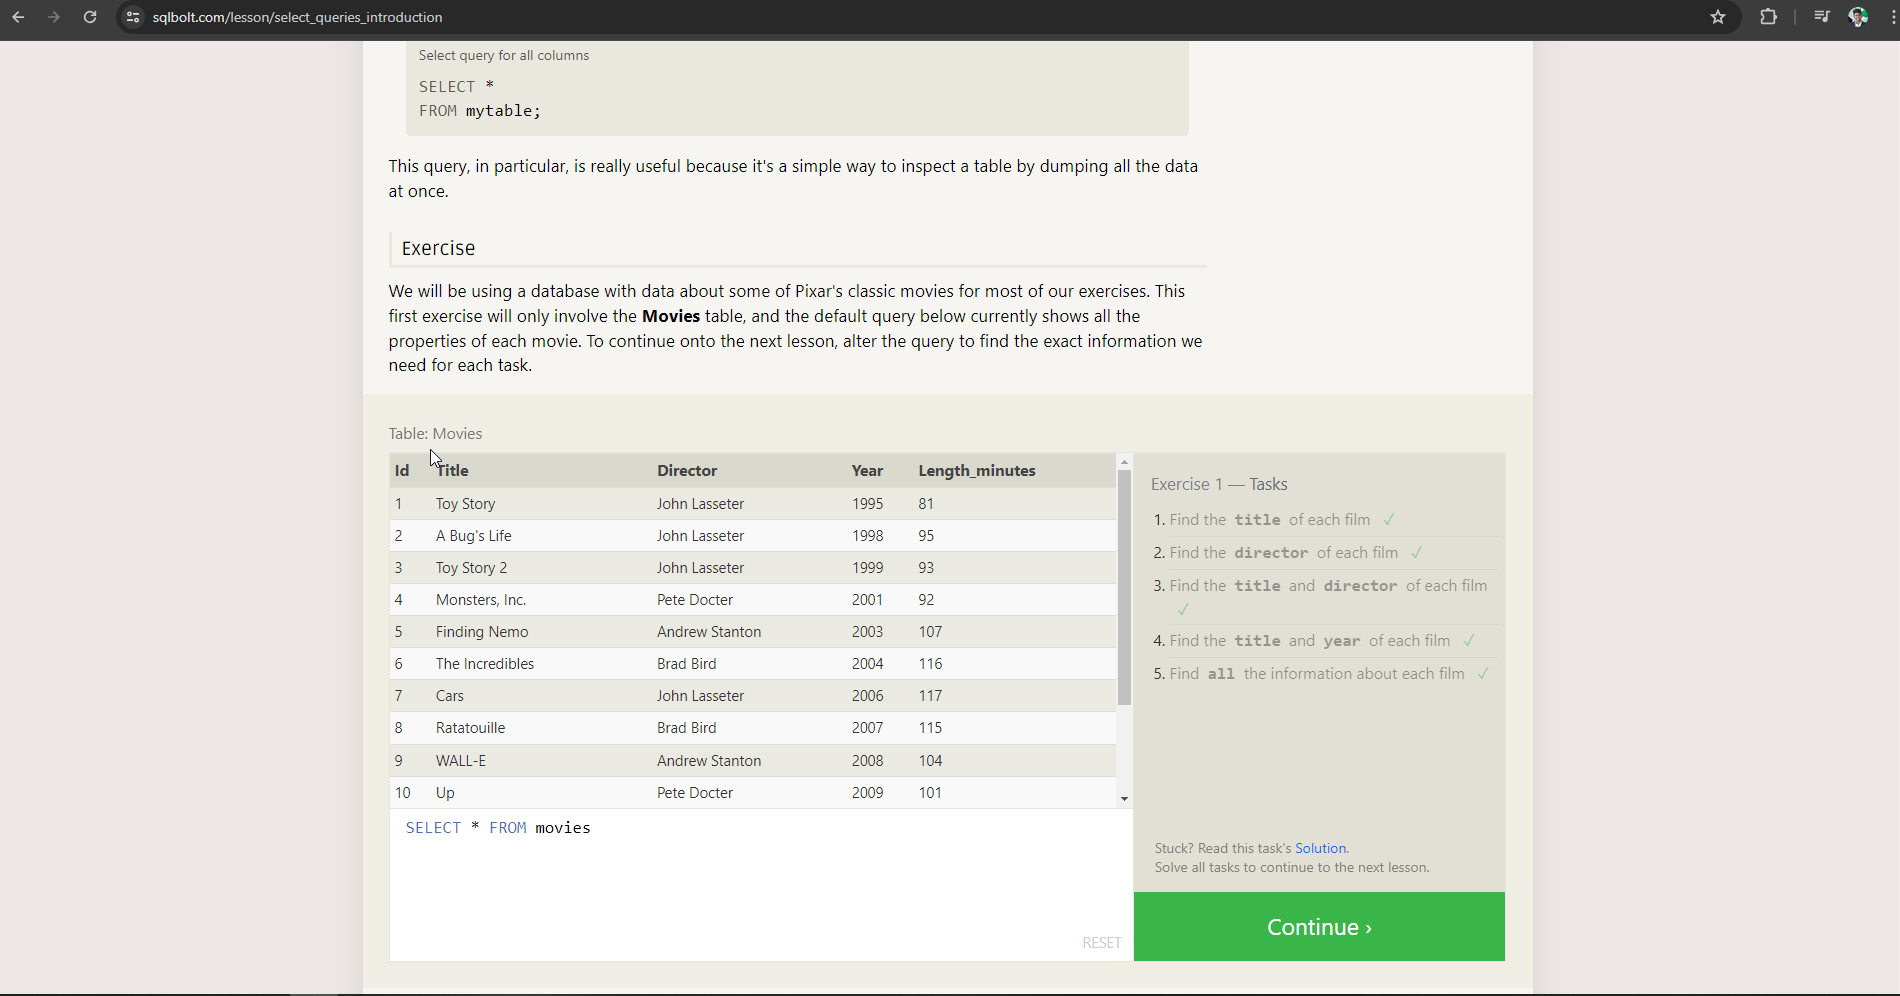 sqlbolt.com/lesson/select_queries_introduction
Select query for all columns
SELECT *
FROM mytable;
This query, in particular, is really useful because it's a simple way to inspect a table by dumping all the data
at once.
Exercise
We will be using a database with data about some of Pixar's classic movies for most of our exercises. This
first exercise will only involve the Movies table, and the default query below currently shows all the
properties of each movie. To continue onto the next lesson, alter the query to find the exact information we
need for each task.
Table: Movies
Id Title Director Year Length_minutes
1 Toy Story John Lasseter 1995 81
2 A Bug's Life John Lasseter 1998 95
3 Toy Story 2 John Lasseter 1999 93
4 Monsters, Inc. Pete Docter 2001 92
5 Finding Nemo Andrew Stanton 2003 107
6 The Incredibles Brad Bird 2004 116
7 Cars John Lasseter 2006 117
8 Ratatouille Brad Bird 2007 115
9 WALL-E Andrew Stanton 2008 104
10 Up Pete Docter 2009 101
SELECT * FROM movies
RESET
Exercise 1 — Tasks
1. Find the title of each film ✓
2. Find the director of each film ✓
3. Find the title and director of each film
✓
4. Find the title and year of each film ✓
5. Find all the information about each film ✓
Stuck? Read this task's Solution.
Solve all tasks to continue to the next lesson.
Continue ›